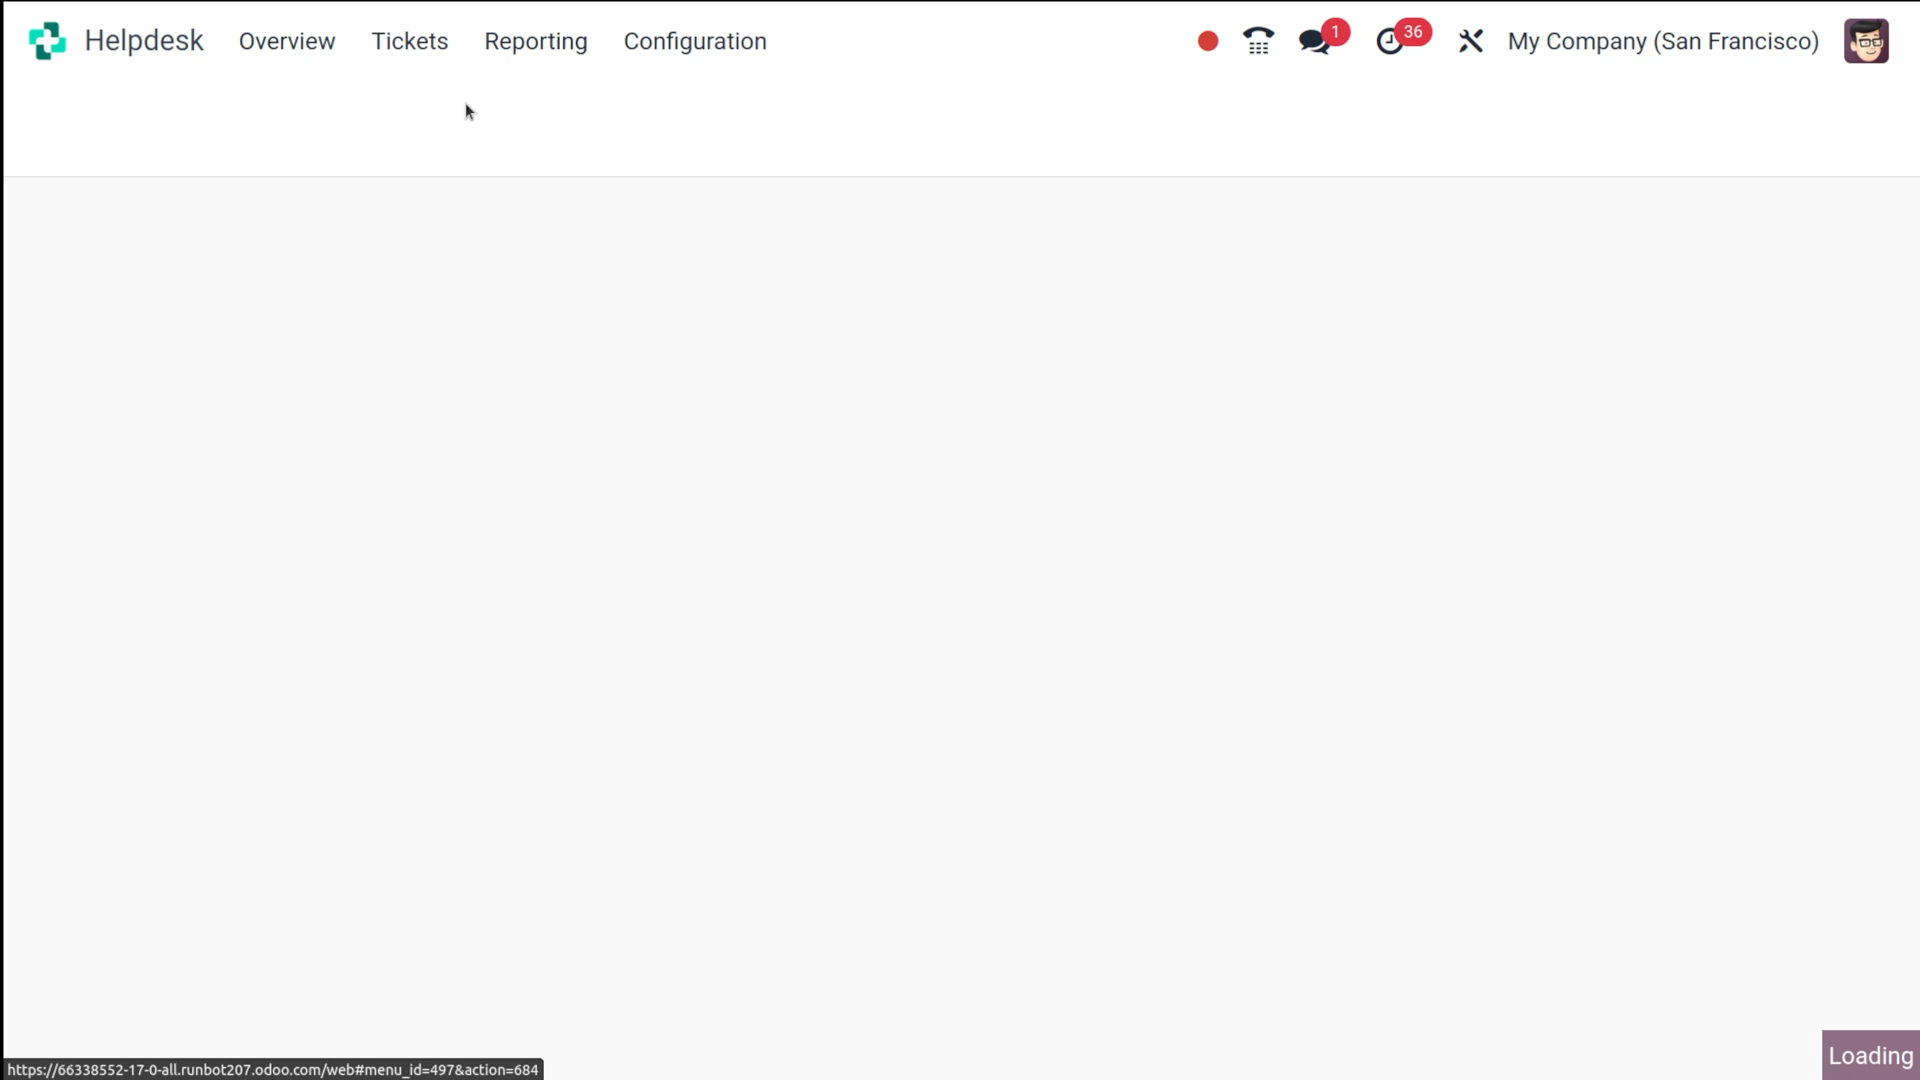 Helpdesk Overview Tickets Reporting Configuration 1 36 My Company (San Francisco)
Loading
https://66338552-17-0-all.runbot207.odoo.com/web#menu_id=497&action=684